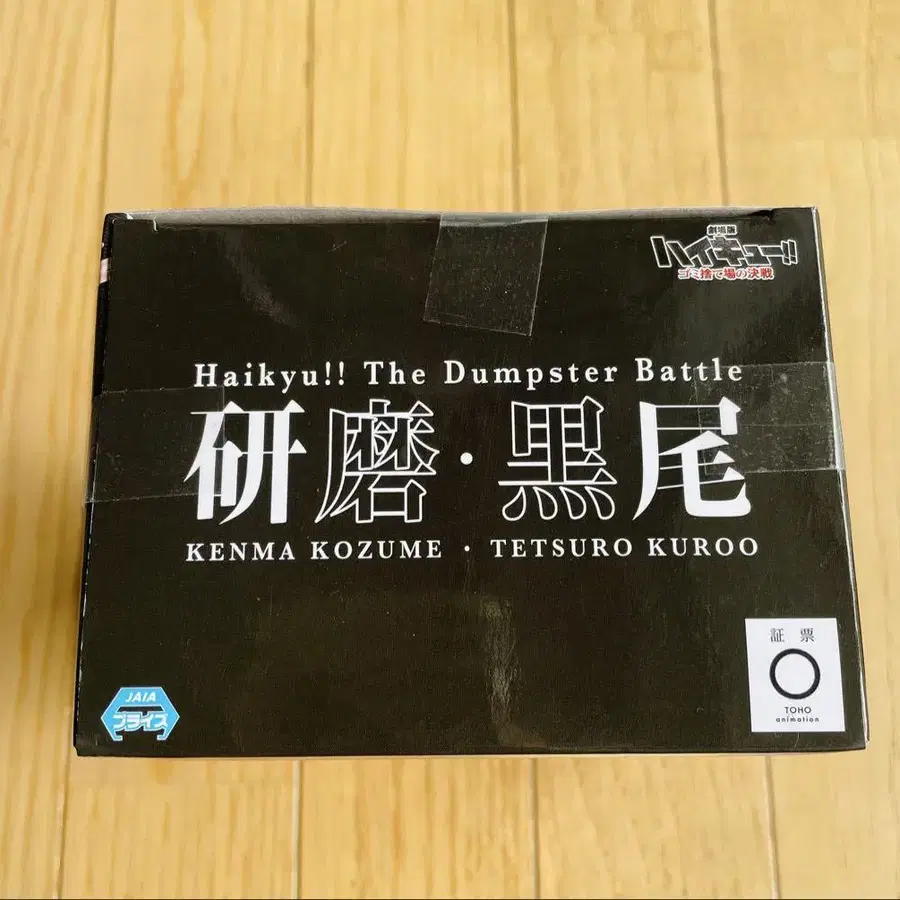 劇場版
ハイキュー!!
ゴミ捨て場の決戦
Haikyu!! The Dumpster Battle
研磨・黒尾
KENMA KOZUME・TETSURO KUROO
証票
TOHO
animation
JAIA
プライズ